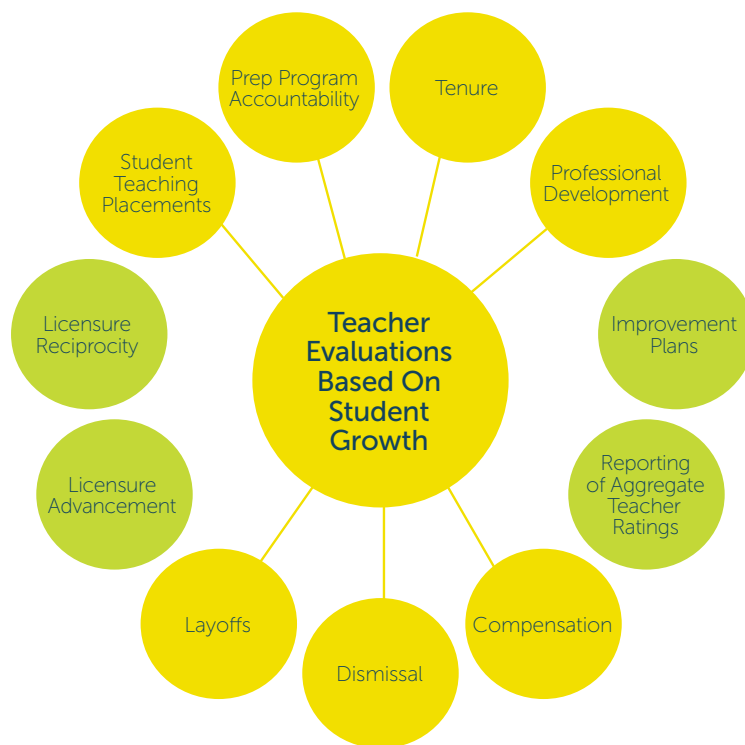 Prep Program
Accountability
Tenure
Student
Teaching
Placements
Professional
Development
Licensure
Reciprocity
Teacher
Evaluations
Based On
Student
Growth
Improvement
Plans
Licensure
Advancement
Reporting
of Aggregate
Teacher
Ratings
Layoffs
Dismissal
Compensation